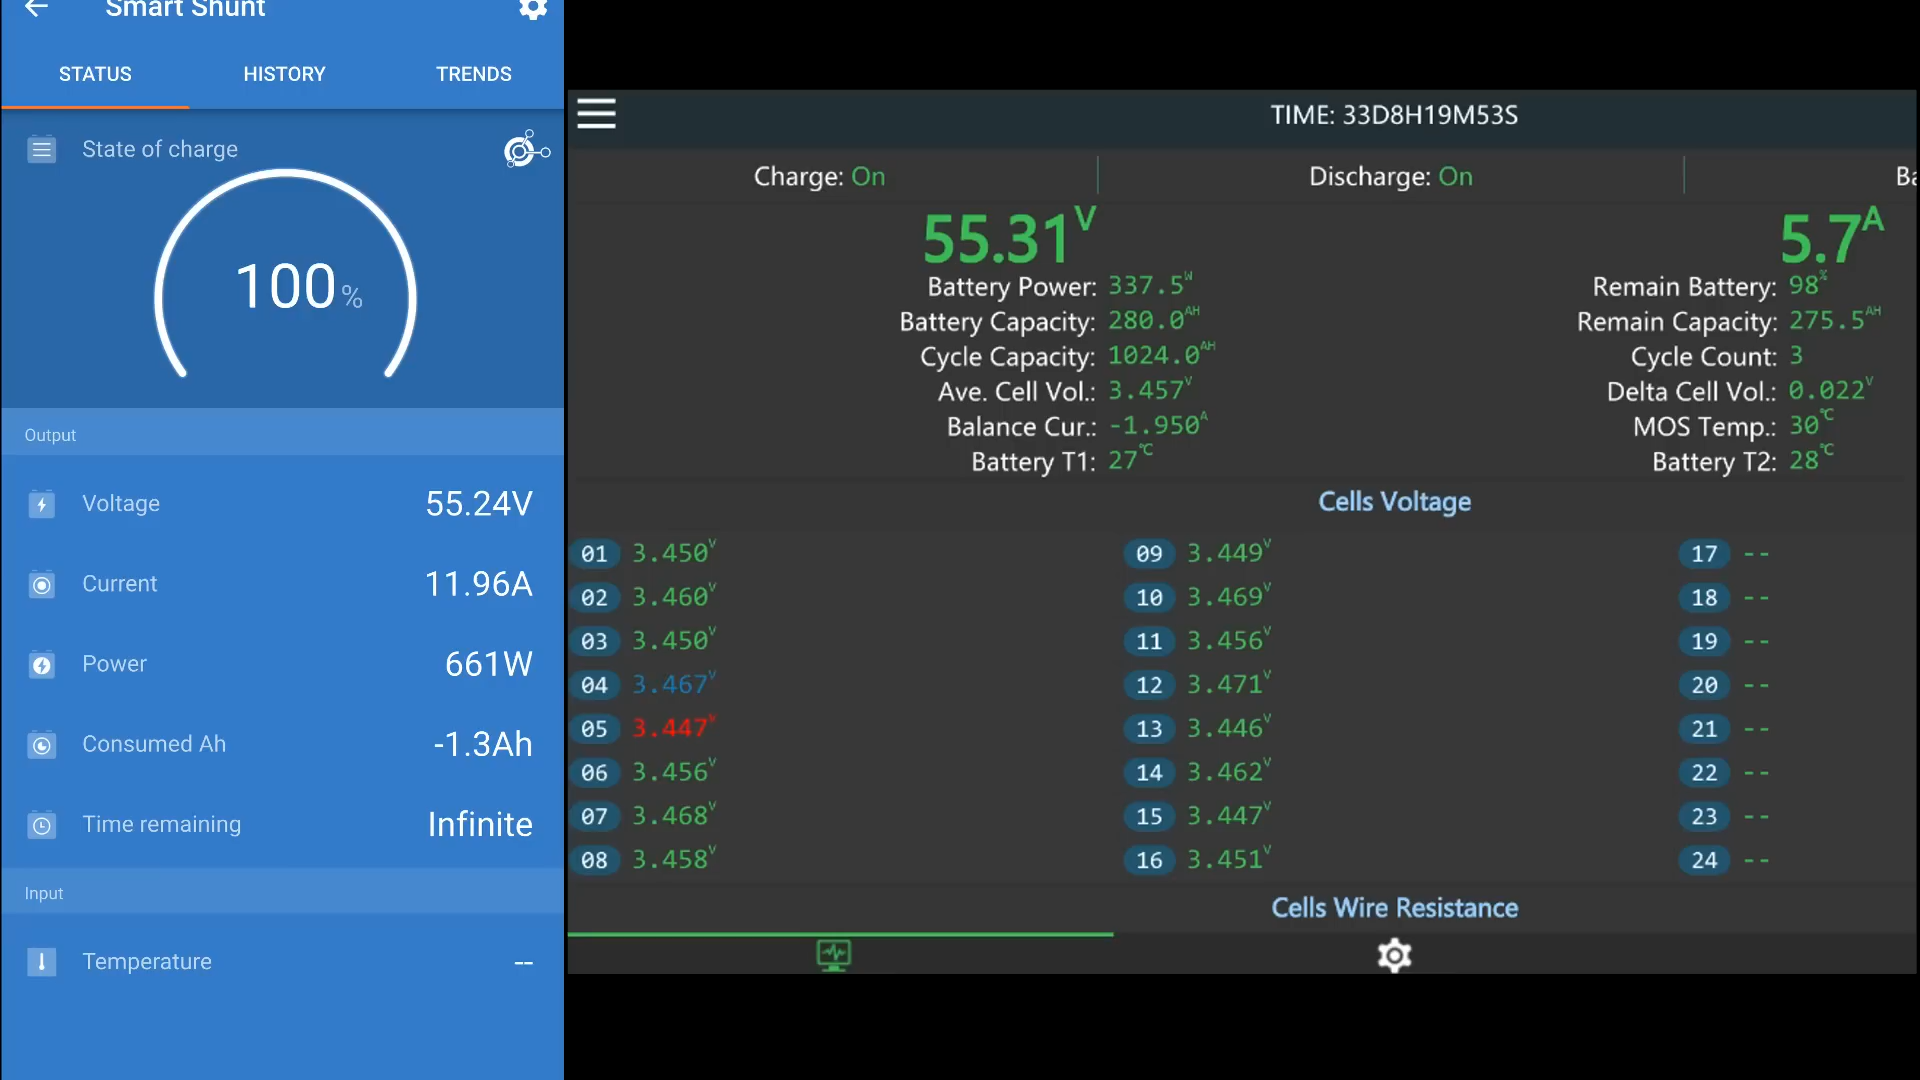 Smart Shunt
STATUS HISTORY TRENDS
State of charge
100%
Output
Voltage 55.24V
Current 11.96A
Power 661W
Consumed Ah -1.3Ah
Time remaining Infinite
Input
Temperature --
TIME: 33D8H19M53S
Charge: On Discharge: On Ba
55.31V 5.7A
Battery Power: 337.5W Remain Battery: 98%
Battery Capacity: 280.0AH Remain Capacity: 275.5AH
Cycle Capacity: 1024.0AH Cycle Count: 3
Ave. Cell Vol.: 3.457V Delta Cell Vol.: 0.022V
Balance Cur.: -1.950A MOS Temp.: 30℃
Battery T1: 27℃ Battery T2: 28℃
Cells Voltage
01 3.450V 09 3.449V 17 --
02 3.460V 10 3.469V 18 --
03 3.450V 11 3.456V 19 --
04 3.467V 12 3.471V 20 --
05 3.447V 13 3.446V 21 --
06 3.456V 14 3.462V 22 --
07 3.468V 15 3.447V 23 --
08 3.458V 16 3.451V 24 --
Cells Wire Resistance